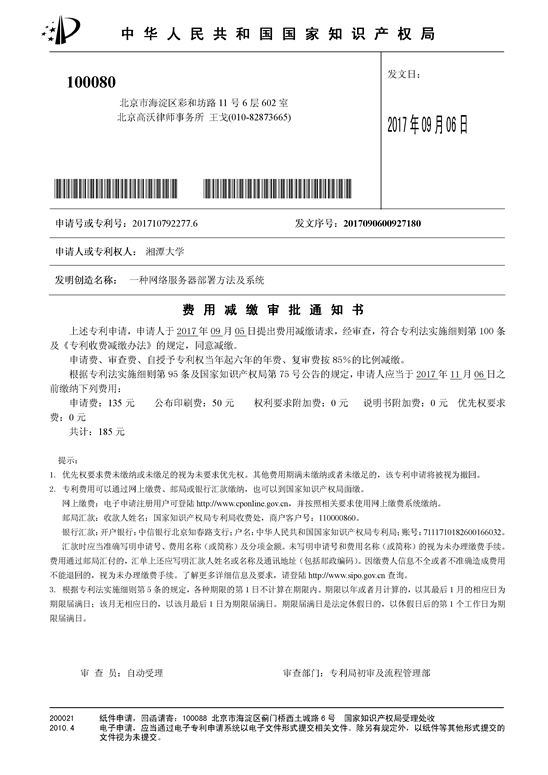 中华人民共和国国家知识产权局
100080
北京市海淀区彩和坊路 11 号 6 层 602 室
北京高沃律师事务所 王戈(010-82873665)
发文日：
2017 年 09 月 06 日
申请号或专利号：201710792277.6
发文序号：2017090600927180
申请人或专利权人： 湘潭大学
发明创造名称： 一种网络服务器部署方法及系统
费用减缴审批通知书
上述专利申请，申请人于 2017 年 09 月 05 日提出费用减缴请求，经审查，符合专利法实施细则第 100 条
及《专利收费减缴办法》的规定，同意减缴。
申请费、审查费、自授予专利权当年起六年的年费、复审费按 85%的比例减缴。
根据专利法实施细则第 95 条及国家知识产权局第 75 号公告的规定，申请人应当于 2017 年 11 月 06 日之
前缴纳下列费用：
申请费：135 元 公布印刷费：50 元 权利要求附加费：0 元 说明书附加费：0 元 优先权要求
费：0 元
共计：185 元
提示：
1. 优先权要求费未缴纳或未缴足的视为未要求优先权。其他费用期满未缴纳或者未缴足的，该专利申请将被视为撤回。
2. 专利费用可以通过网上缴费、邮局或银行汇款缴纳，也可以到国家知识产权局面缴。
网上缴费：电子申请注册用户可登陆 http://www.cponline.gov.cn，并按照相关要求使用网上缴费系统缴纳。
邮局汇款：收款人姓名：国家知识产权局专利局收费处，商户客户号：110000860。
银行汇款：开户银行：中信银行北京知春路支行；户名：中华人民共和国国家知识产权局专利局；账号：7111710182600166032。
汇款时应当准确写明申请号、费用名称（或简称）及分项金额。未写明申请号和费用名称（或简称）的视为未办理缴费手续。
费用通过邮局汇付的，汇单上还应写明汇款人姓名或名称及通讯地址（包括邮政编码）。因缴费人信息不全或者不准确造成费用
不能退回的，视为未办理缴费手续。了解更多详细信息及要求，请登陆 http://www.sipo.gov.cn 查询。
3. 根据专利法实施细则第 5 条的规定，各种期限的第 1 日不计算在期限内。期限以年或者月计算的，以其最后 1 月的相应日为
期限届满日；该月无相应日的，以该月最后 1 日为期限届满日。期限届满日是法定休假日的，以休假日后的第 1 个工作日为期
限届满日。
审 查 员：自动受理
审查部门：专利局初审及流程管理部
200021 纸件申请，回函请寄：100088 北京市海淀区蓟门桥西土城路 6 号 国家知识产权局受理处收
2010.4 电子申请，应当通过电子专利申请系统以电子文件形式提交相关文件。除另有规定外，以纸件等其他形式提交的
文件视为未提交。